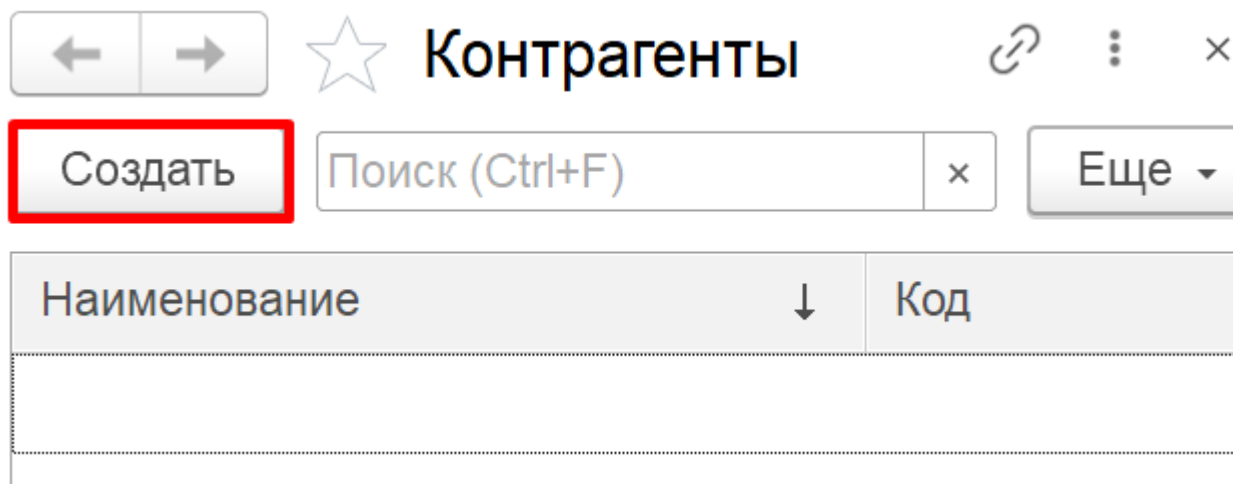 Контрагенты
Создать Поиск (Ctrl+F) Еще
Наименование Код